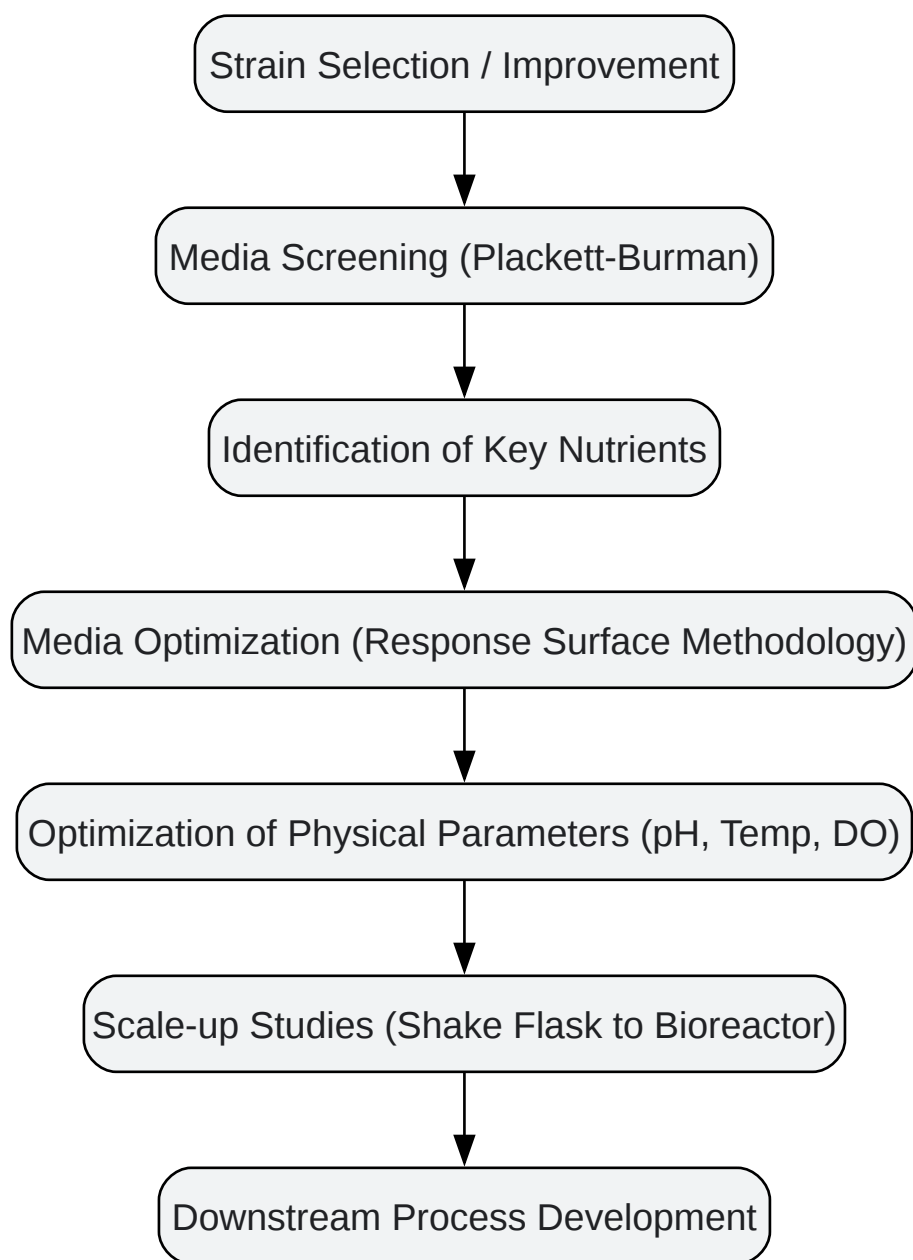 Strain Selection / Improvement
Media Screening (Plackett-Burman)
Identification of Key Nutrients
Media Optimization (Response Surface Methodology)
Optimization of Physical Parameters (pH, Temp, DO)
Scale-up Studies (Shake Flask to Bioreactor)
Downstream Process Development